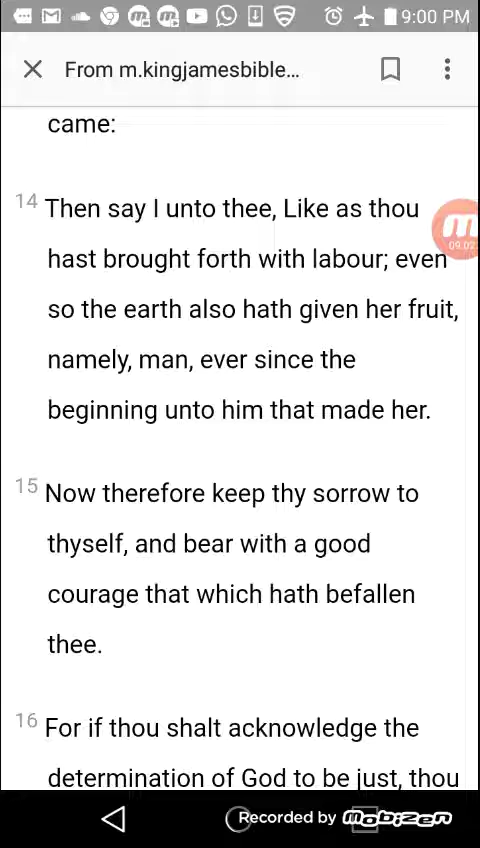 9:00 PM
From m.kingjamesbible...
came:
14 Then say I unto thee, Like as thou
hast brought forth with labour; even
09:02
so the earth also hath given her fruit,
namely, man, ever since the
beginning unto him that made her.
15 Now therefore keep thy sorrow to
thyself, and bear with a good
courage that which hath befallen
thee.
16 For if thou shalt acknowledge the
determination of God to be just, thou
Recorded by Mobizen